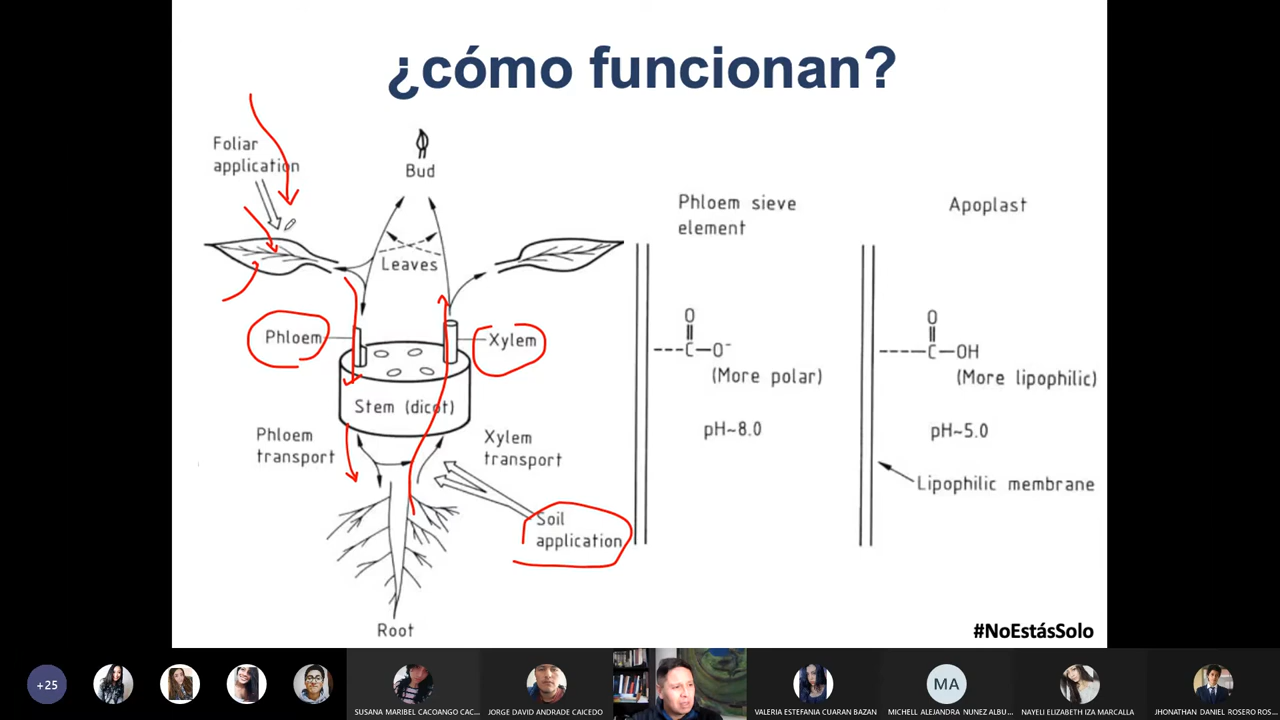 ¿cómo funcionan?
Foliar
application
Bud
Leaves
Phloem
Xylem
Stem (dicot)
Phloem
transport
Xylem
transport
Soil
application
Root
Phloem sieve
element
O
C
O⁻
(More polar)
pH~8.0
Apoplast
O
C
OH
(More lipophilic)
pH~5.0
Lipophilic membrane
#NoEstásSolo
+25
SUSANA MARIBEL CACOANGO CAC...
JORGE DAVID ANDRADE CAICEDO
VALERIA ESTEFANIA CUARAN BAZAN
MA
MICHELL ALEJANDRA NUNEZ ALBU...
NAYELI ELIZABETH IZA MARCALLA
JHONATHAN DANIEL ROSERO ROS...